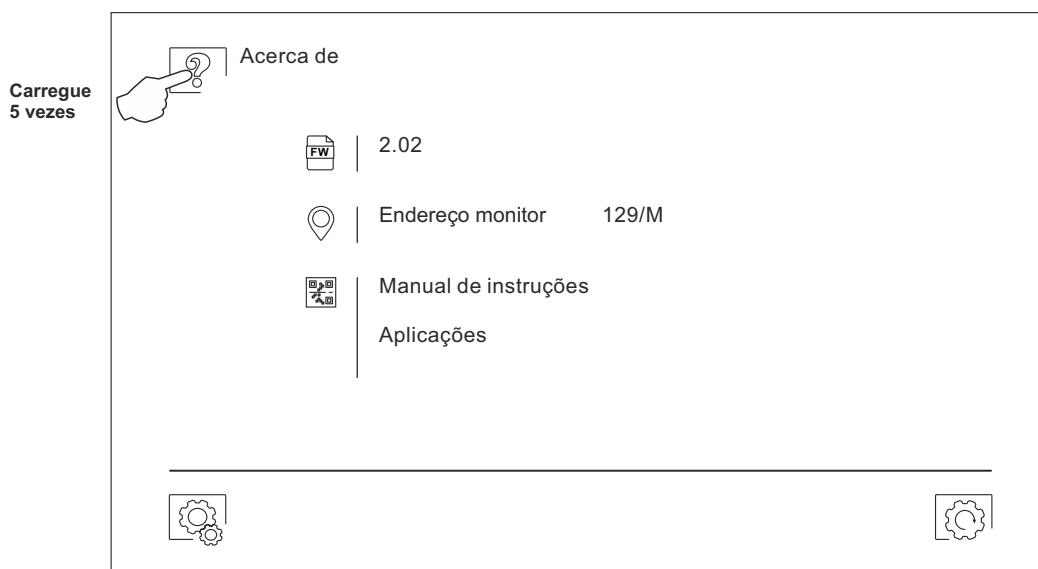 Acerca de
Carregue
5 vezes
FW
2.02
Endereço monitor 129/M
Manual de instruções
Aplicações